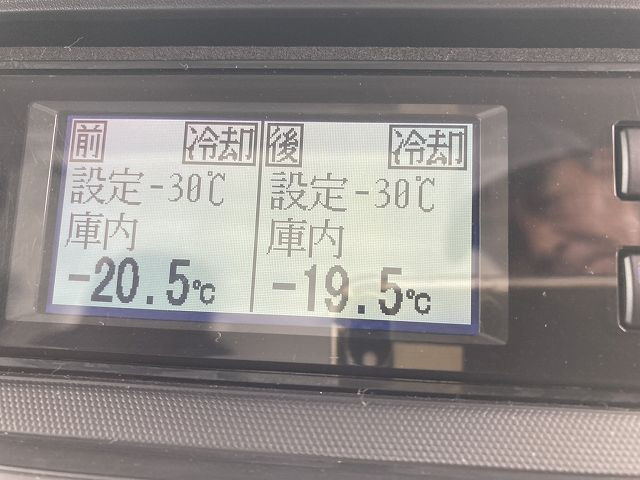 前 冷却
設定-30℃
庫内
-20.5℃
後 冷却
設定-30℃
庫内
-19.5℃